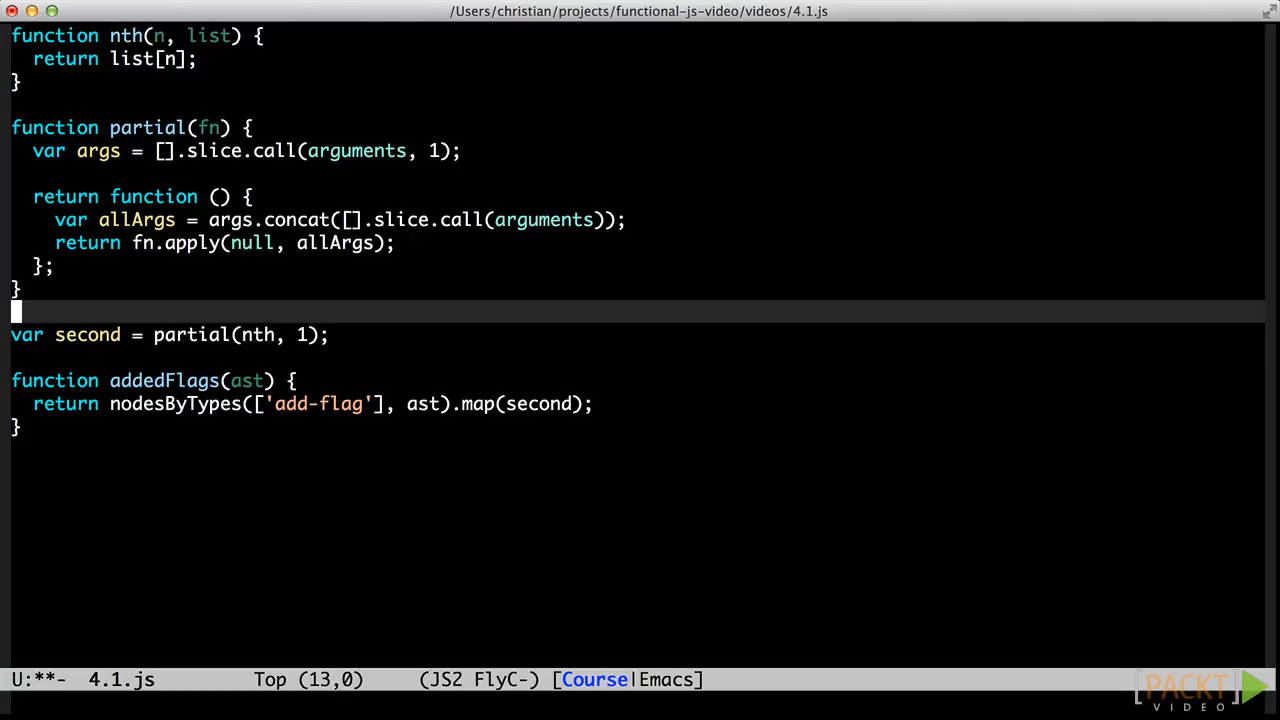 /Users/christian/projects/functional-js-video/videos/4.1.js
function nth(n, list) {
  return list[n];
}

function partial(fn) {
  var args = [].slice.call(arguments, 1);

  return function () {
    var allArgs = args.concat([].slice.call(arguments));
    return fn.apply(null, allArgs);
  };
}

var second = partial(nth, 1);

function addedFlags(ast) {
  return nodesByTypes(['add-flag'], ast).map(second);
}
U:**-  4.1.js         Top (13,0)     (JS2 FlyC-) [Course|Emacs]
[PACKT]
VIDEO